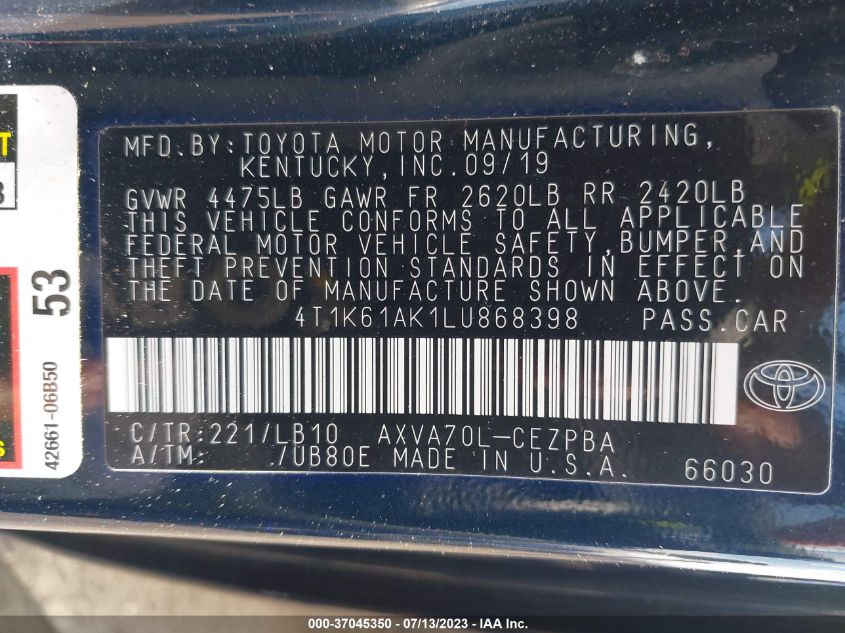 T
3
53
42661-06B50
s
MFD.BY:TOYOTA MOTOR MANUFACTURING,
KENTUCKY,INC.09/19
GVWR 4475LB GAWR FR 2620LB RR 2420LB
THIS VEHICLE CONFORMS TO ALL APPLICABLE
FEDERAL MOTOR VEHICLE SAFETY,BUMPER,AND
THEFT PREVENTION STANDARDS IN EFFECT ON
THE DATE OF MANUFACTURE SHOWN ABOVE.
4T1K61AK1LU868398 PASS.CAR
C/TR:221/LB10 AXVA70L-CEZPBA
A/TM: /UB80E MADE IN U.S.A. 66030
000-37045350 - 07/13/2023 - IAA Inc.